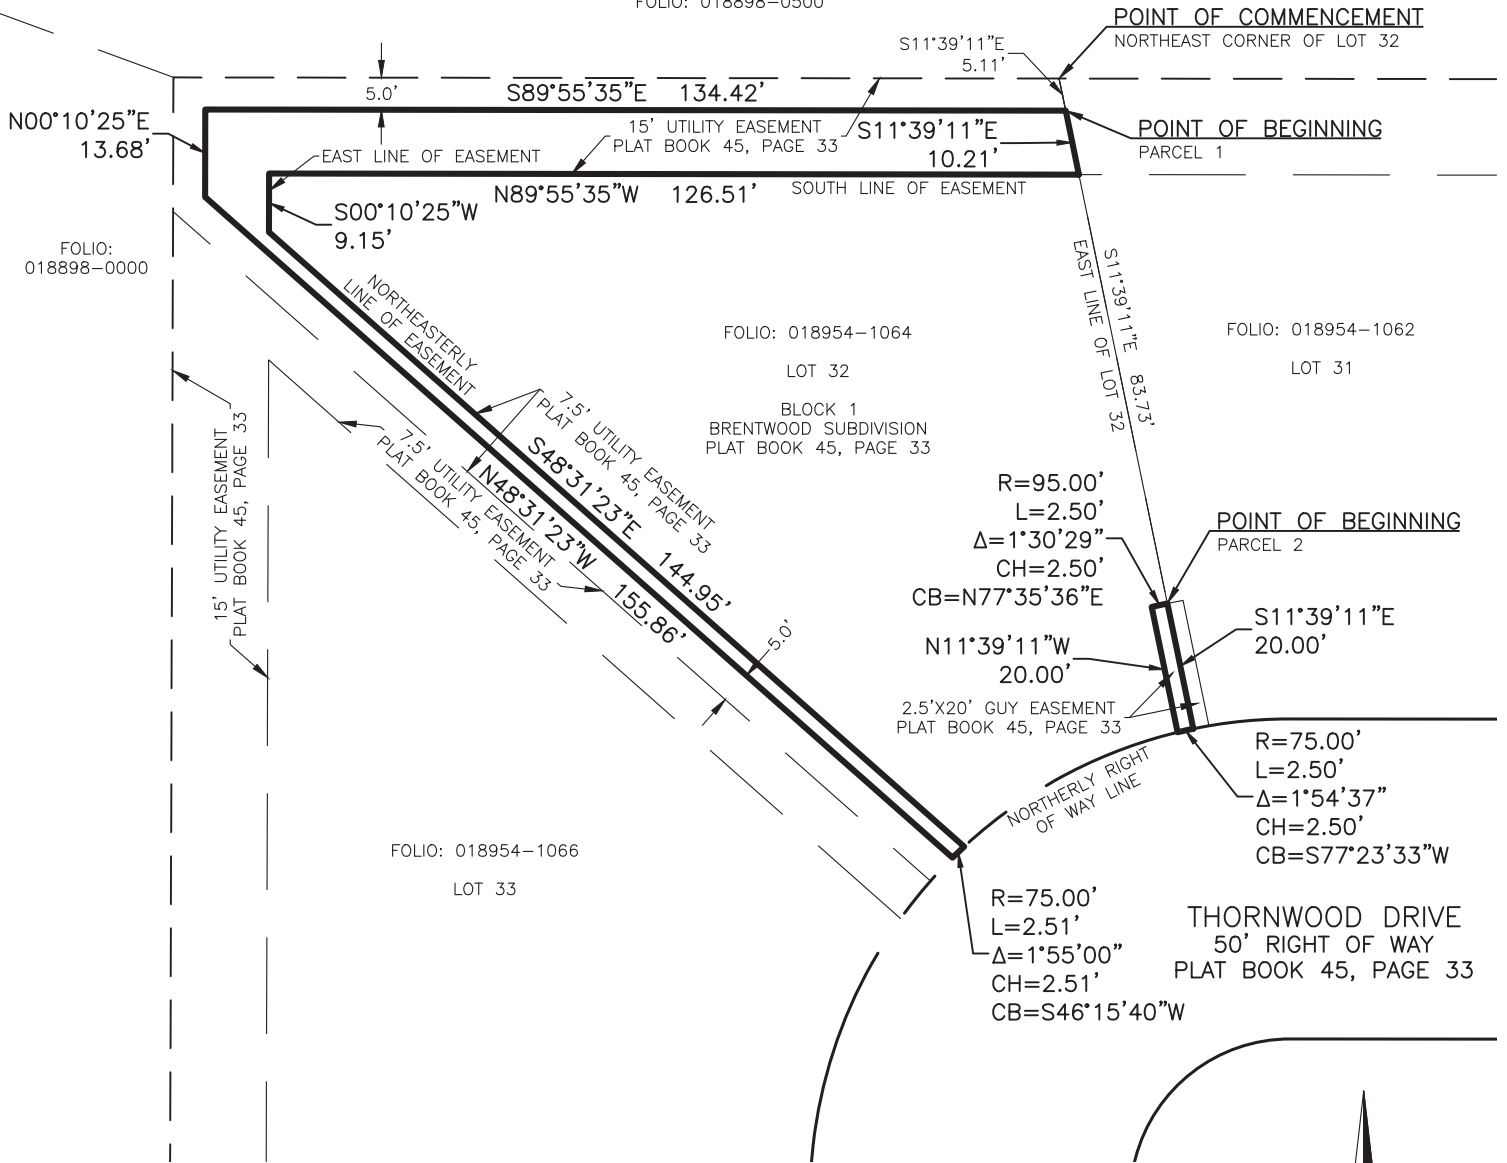 FOLIO: 018898-0500
POINT OF COMMENCEMENT
NORTHEAST CORNER OF LOT 32
S11°39'11"E
5.11'
5.0'
S89°55'35"E 134.42'
N00°10'25"E
13.68'
15' UTILITY EASEMENT
PLAT BOOK 45, PAGE 33
S11°39'11"E
10.21'
POINT OF BEGINNING
PARCEL 1
EAST LINE OF EASEMENT
N89°55'35"W 126.51'
SOUTH LINE OF EASEMENT
S00°10'25"W
9.15'
FOLIO:
018898-0000
NORTHEASTERLY
LINE OF EASEMENT
S11°39'11"E 83.73'
EAST LINE OF LOT 32
FOLIO: 018954-1064
LOT 32
BLOCK 1
BRENTWOOD SUBDIVISION
PLAT BOOK 45, PAGE 33
FOLIO: 018954-1062
LOT 31
7.5' UTILITY EASEMENT
PLAT BOOK 45, PAGE 33
7.5' UTILITY EASEMENT
PLAT BOOK 45, PAGE 33
S48°31'23"E 144.95'
N48°31'23"W 155.86'
15' UTILITY EASEMENT
PLAT BOOK 45, PAGE 33
5.0'
R=95.00'
L=2.50'
Δ=1°30'29"
CH=2.50'
CB=N77°35'36"E
POINT OF BEGINNING
PARCEL 2
N11°39'11"W
20.00'
S11°39'11"E
20.00'
2.5'X20' GUY EASEMENT
PLAT BOOK 45, PAGE 33
NORTHERLY RIGHT
OF WAY LINE
R=75.00'
L=2.50'
Δ=1°54'37"
CH=2.50'
CB=S77°23'33"W
FOLIO: 018954-1066
LOT 33
R=75.00'
L=2.51'
Δ=1°55'00"
CH=2.51'
CB=S46°15'40"W
THORNWOOD DRIVE
50' RIGHT OF WAY
PLAT BOOK 45, PAGE 33